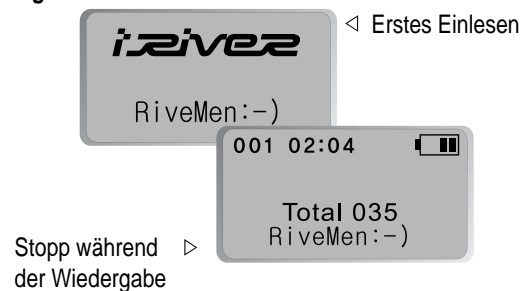 iRiver
Erstes Einlesen
RiveMen:-)
001 02:04
Total 035
RiveMen:-)
Stopp während
der Wiedergabe